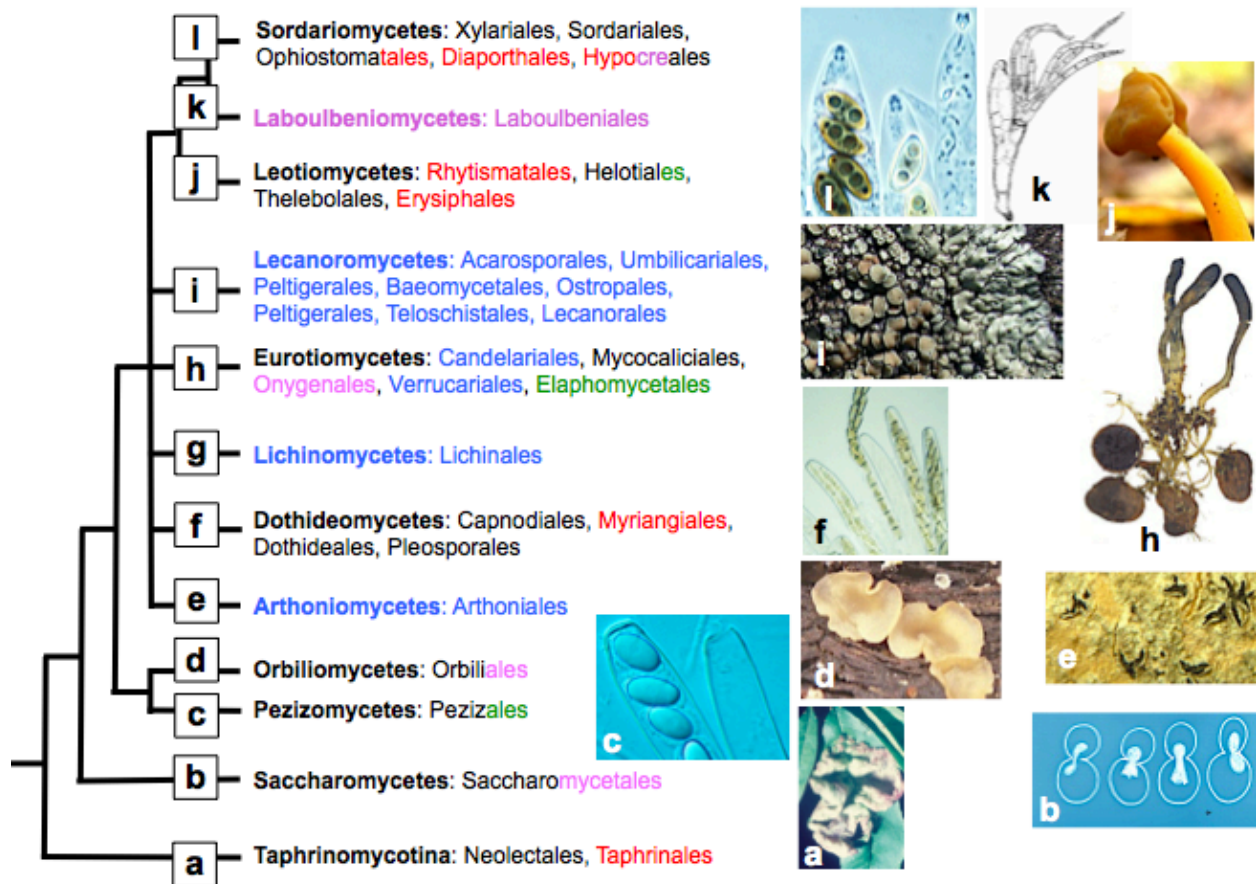 l
Sordariomycetes: Xylariales, Sordariales,
Ophiostomatales, Diaporthales, Hypocreales
k
Laboulbeniomycetes: Laboulbeniales
j
Leotiomycetes: Rhytismatales, Helotiales,
Thelebolales, Erysiphales
i
Lecanoromycetes: Acarosporales, Umbilicariales,
Peltigerales, Baeomycetales, Ostropales,
Peltigerales, Teloschistales, Lecanorales
h
Eurotiomycetes: Candelariales, Mycocaliciales,
Onygenales, Verrucariales, Elaphomycetales
g
Lichinomycetes: Lichinales
f
Dothideomycetes: Capnodiales, Myriangiales,
Dothideales, Pleosporales
e
Arthoniomycetes: Arthoniales
d
Orbiliomycetes: Orbiliales
c
Pezizomycetes: Pezizales
b
Saccharomycetes: Saccharomycetales
a
Taphrinomycotina: Neolectales, Taphrinales
l
k
j
i
h
f
e
d
c
b
a